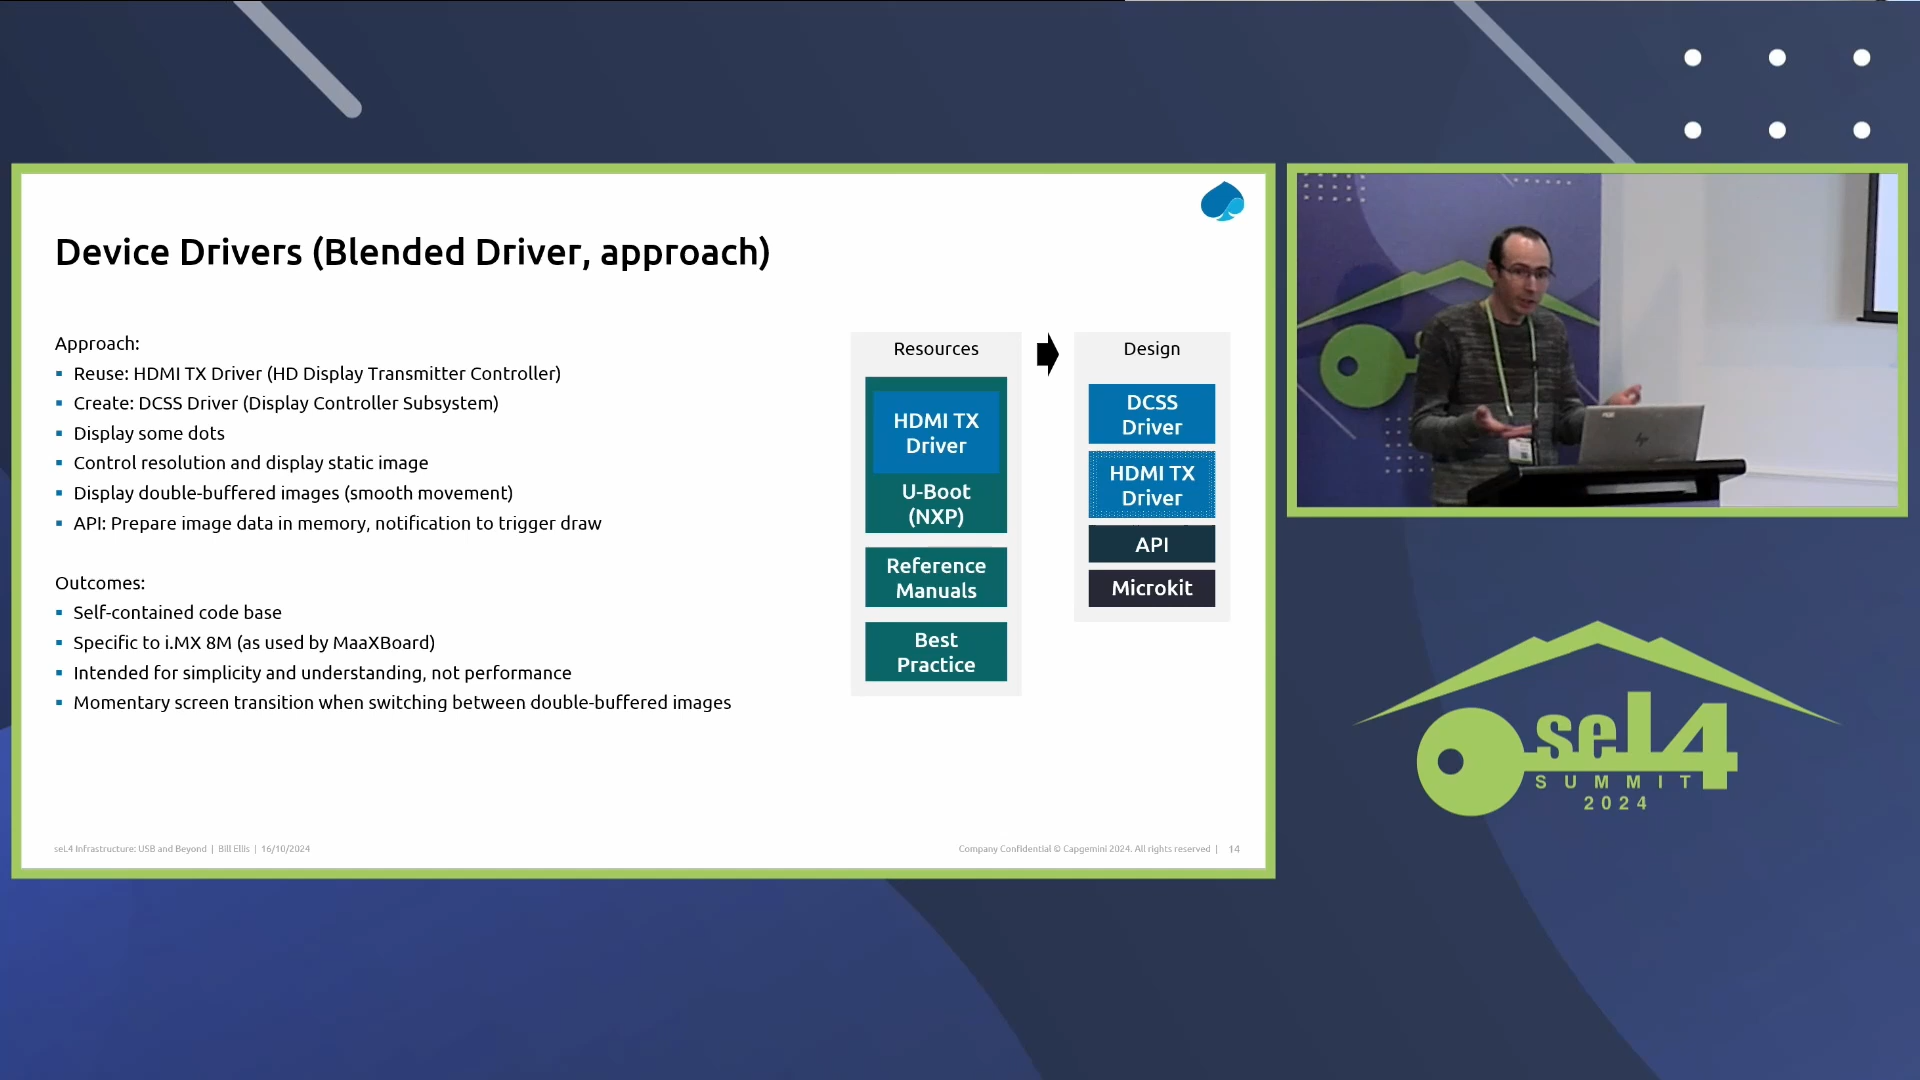 Device Drivers (Blended Driver, approach)
Approach:
Reuse: HDMI TX Driver (HD Display Transmitter Controller)
Create: DCSS Driver (Display Controller Subsystem)
Display some dots
Control resolution and display static image
Display double-buffered images (smooth movement)
API: Prepare image data in memory, notification to trigger draw
Outcomes:
Self-contained code base
Specific to i.MX 8M (as used by MaaXBoard)
Intended for simplicity and understanding, not performance
Momentary screen transition when switching between double-buffered images
Resources
HDMI TX
Driver
U-Boot
(NXP)
Reference
Manuals
Best
Practice
Design
DCSS
Driver
HDMI TX
Driver
API
Microkit
seL4 Infrastructure: USB and Beyond | Bill Ellis | 16/10/2024
Company Confidential © Capgemini 2024. All rights reserved | 14
hp
seL4
SUMMIT
2024